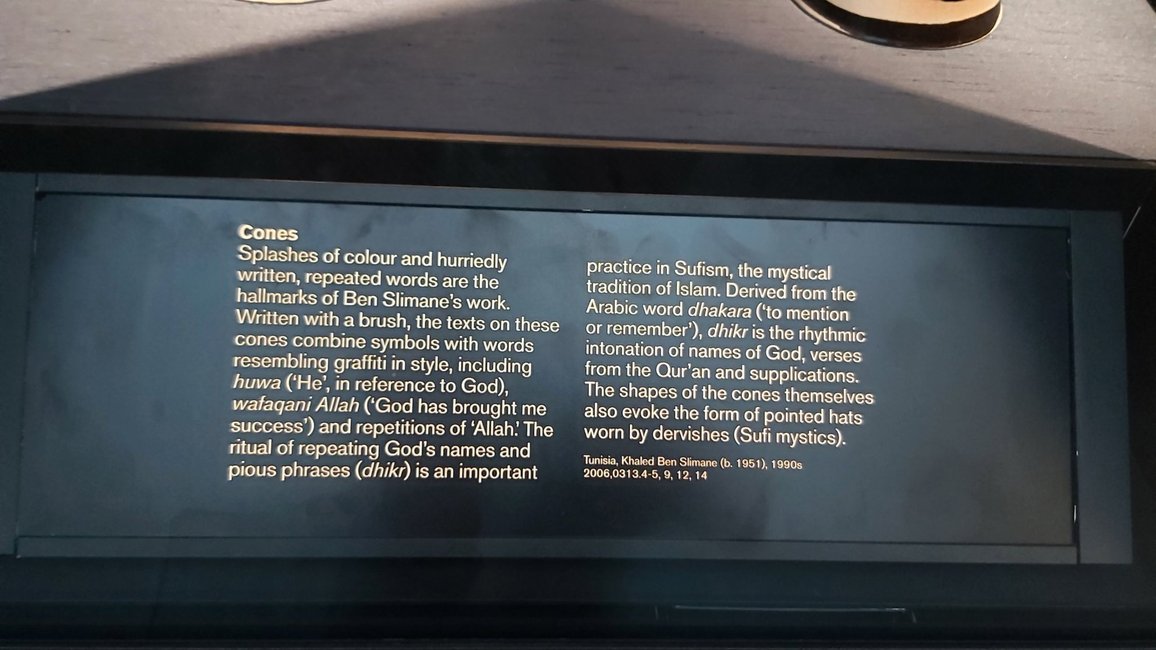 Cones
Splashes of colour and hurriedly
written, repeated words are the
hallmarks of Ben Slimane's work.
Written with a brush, the texts on these
cones combine symbols with words
resembling graffiti in style, including
huwa ('He', in reference to God),
wafaqani Allah ('God has brought me
success') and repetitions of 'Allah.' The
ritual of repeating God's names and
pious phrases (dhikr) is an important
practice in Sufism, the mystical
tradition of Islam. Derived from the
Arabic word dhakara ('to mention
or remember'), dhikr is the rhythmic
intonation of names of God, verses
from the Qur'an and supplications.
The shapes of the cones themselves
also evoke the form of pointed hats
worn by dervishes (Sufi mystics).
Tunisia, Khaled Ben Slimane (b. 1951), 1990s
2006,0313.4-5, 9, 12, 14